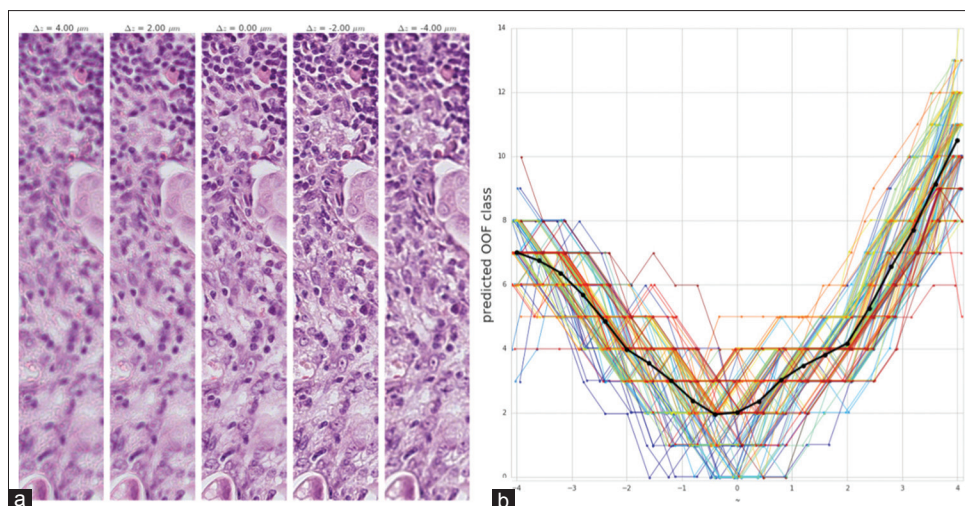 Δz = 4.00 μm
Δz = 2.00 μm
Δz = 0.00 μm
Δz = -2.00 μm
Δz = -4.00 μm
a
14
12
10
8
6
4
2
0
predicted OOF class
−4 −3 −2 −1 0 1 2 3 4
b